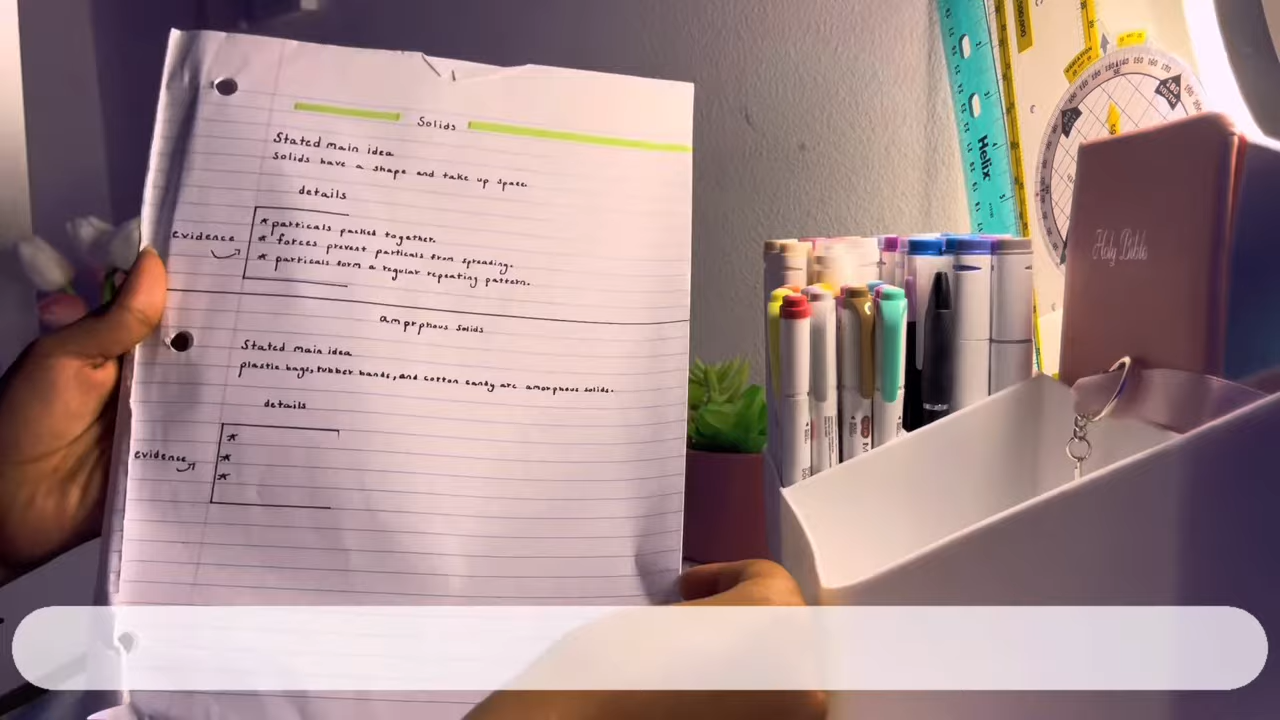 Solids
Stated main idea
Solids have a shape and take up space.
details
* particals packed together.
* forces prevent particals from spreading.
* particals form a regular repeating pattern.
evidence
amorphous solids
Stated main idea
plastic bags, rubber bands, and cotton candy are amorphous solids.
details
*
*
*
evidence
Helix
VARIATION
SOUTH
Holy Bible